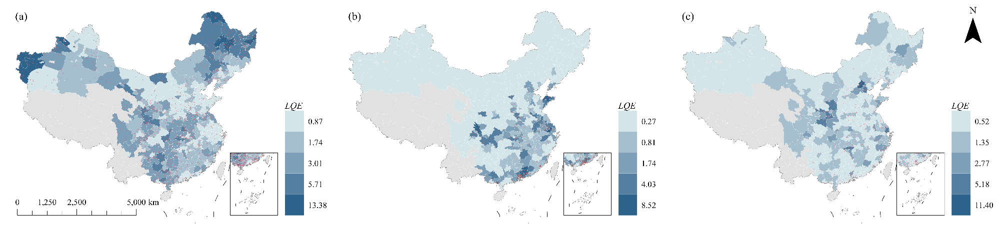 (a)
LQE
0.87
1.74
3.01
5.71
13.38
0
1,250
2,500
5,000 km
(b)
LQE
0.27
0.81
1.74
4.03
8.52
(c)
N
LQE
0.52
1.35
2.77
5.18
11.40